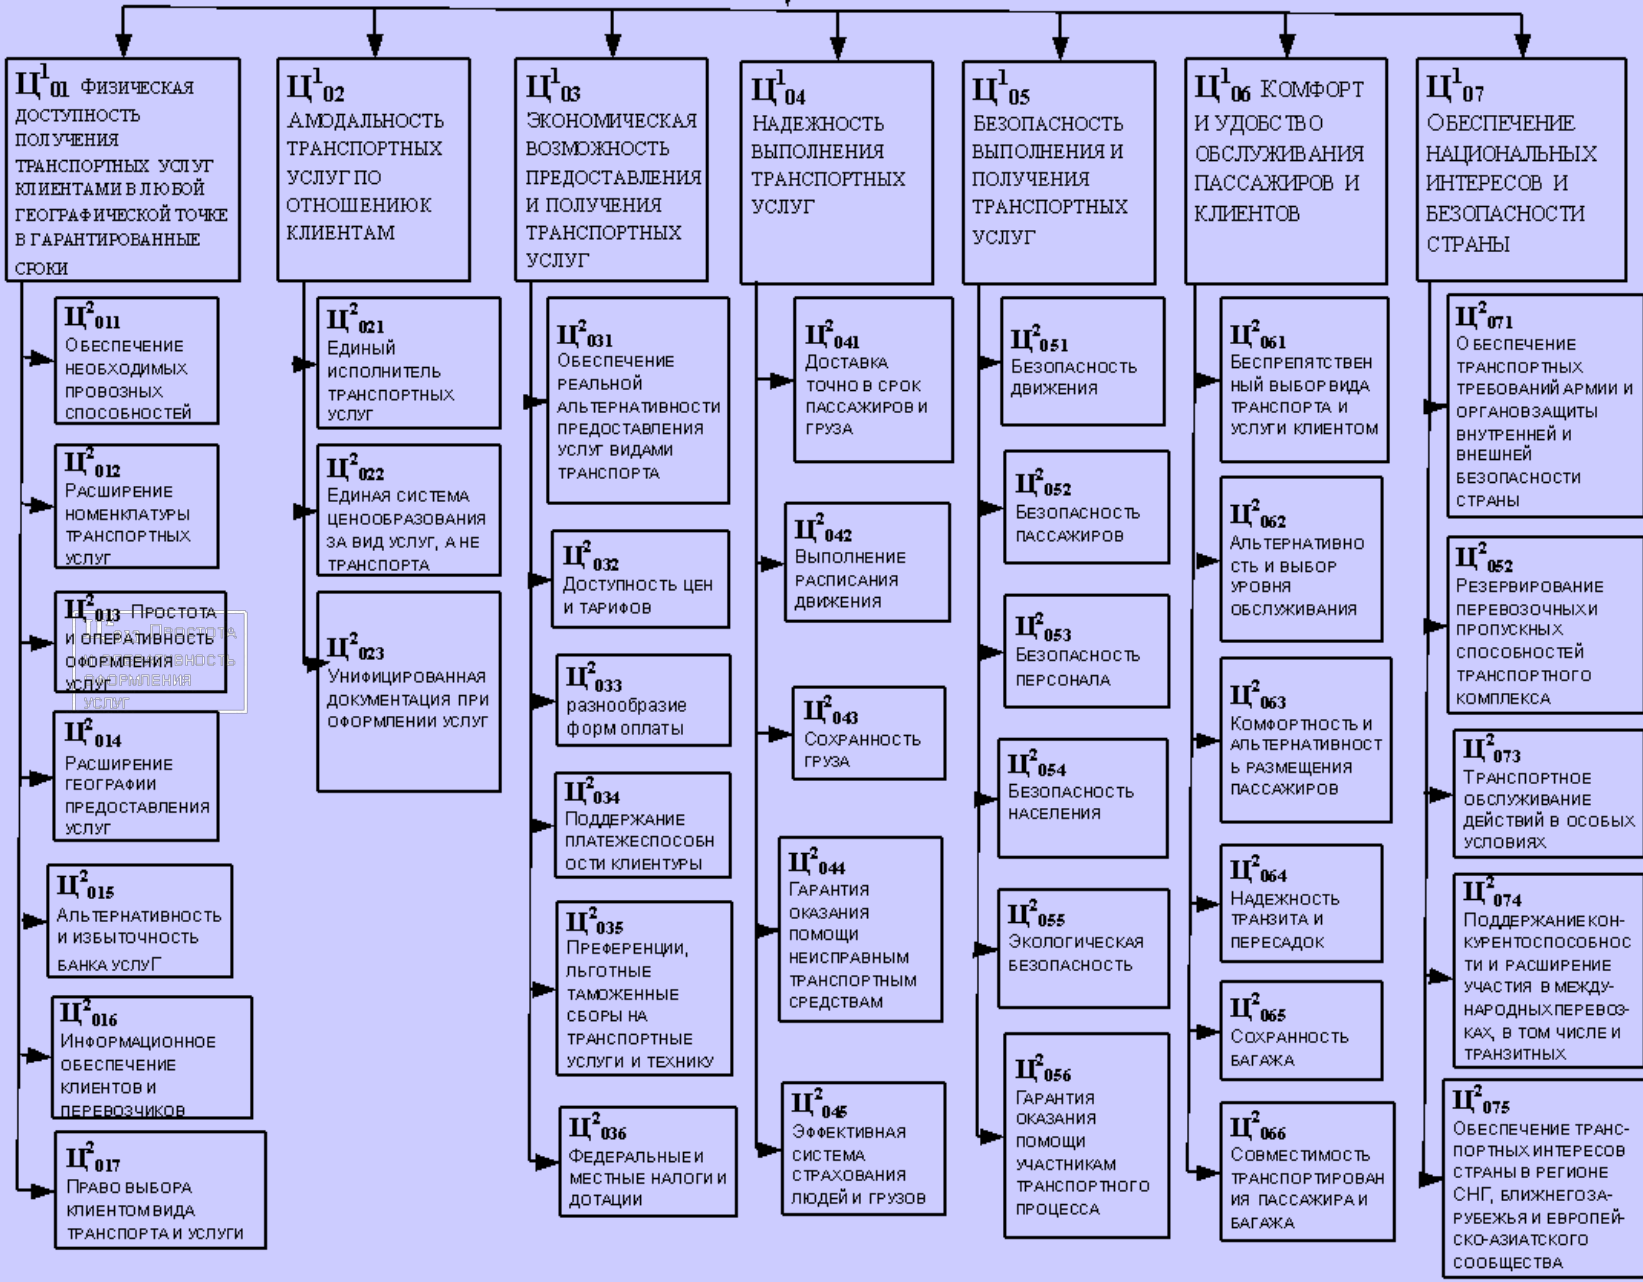 Ц¹01 ФИЗИЧЕСКАЯ
ДОСТУПНОСТЬ
ПОЛУЧЕНИЯ
ТРАНСПОРТНЫХ УСЛУГ
КЛИЕНТАМИ В ЛЮБОЙ
ГЕОГРАФИЧЕСКОЙ ТОЧКЕ
В ГАРАНТИРОВАННЫЕ
СРОКИ
Ц²011
ОБЕСПЕЧЕНИЕ
НЕОБХОДИМЫХ
ПРОВОЗНЫХ
СПОСОБНОСТЕЙ
Ц²012
РАСШИРЕНИЕ
НОМЕНКЛАТУРЫ
ТРАНСПОРТНЫХ
УСЛУГ
Ц²013 ПРОСТОТА
И ОПЕРАТИВНОСТЬ
ОФОРМЛЕНИЯ
УСЛУГ
Ц²014
РАСШИРЕНИЕ
ГЕОГРАФИИ
ПРЕДОСТАВЛЕНИЯ
УСЛУГ
Ц²015
АЛЬТЕРНАТИВНОСТЬ
И ИЗБЫТОЧНОСТЬ
БАНКА УСЛУГ
Ц²016
ИНФОРМАЦИОННОЕ
ОБЕСПЕЧЕНИЕ
КЛИЕНТОВ И
ПЕРЕВОЗЧИКОВ
Ц²017
ПРАВО ВЫБОРА
КЛИЕНТОМ ВИДА
ТРАНСПОРТА И УСЛУГИ
Ц¹02
АМОДАЛЬНОСТЬ
ТРАНСПОРТНЫХ
УСЛУГ ПО
ОТНОШЕНИЮ К
КЛИЕНТАМ
Ц²021
ЕДИНЫЙ
ИСПОЛНИТЕЛЬ
ТРАНСПОРТНЫХ
УСЛУГ
Ц²022
ЕДИНАЯ СИСТЕМА
ЦЕНООБРАЗОВАНИЯ
ЗА ВИД УСЛУГ, А НЕ
ТРАНСПОРТА
Ц²023
УНИФИЦИРОВАННАЯ
ДОКУМЕНТАЦИЯ ПРИ
ОФОРМЛЕНИИ УСЛУГ
Ц¹03
ЭКОНОМИЧЕСКАЯ
ВОЗМОЖНОСТЬ
ПРЕДОСТАВЛЕНИЯ
И ПОЛУЧЕНИЯ
ТРАНСПОРТНЫХ
УСЛУГ
Ц²031
ОБЕСПЕЧЕНИЕ
РЕАЛЬНОЙ
АЛЬТЕРНАТИВНОСТИ
ПРЕДОСТАВЛЕНИЯ
УСЛУГ ВИДАМИ
ТРАНСПОРТА
Ц²032
ДОСТУПНОСТЬ ЦЕН
И ТАРИФОВ
Ц²033
разнообразие
форм оплаты
Ц²034
ПОДДЕРЖАНИЕ
ПЛАТЕЖЕСПОСОБН
ОСТИ КЛИЕНТУРЫ
Ц²035
ПРЕФЕРЕНЦИИ,
ЛЬГОТНЫЕ
ТАМОЖЕННЫЕ
СБОРЫ НА
ТРАНСПОРТНЫЕ
УСЛУГИ И ТЕХНИКУ
Ц²036
ФЕДЕРАЛЬНЫЕ И
МЕСТНЫЕ НАЛОГИ И
ДОТАЦИИ
Ц¹04
НАДЕЖНОСТЬ
ВЫПОЛНЕНИЯ
ТРАНСПОРТНЫХ
УСЛУГ
Ц²041
ДОСТАВКА
ТОЧНО В СРОК
ПАССАЖИРОВ И
ГРУЗА
Ц²042
ВЫПОЛНЕНИЕ
РАСПИСАНИЯ
ДВИЖЕНИЯ
Ц²043
СОХРАННОСТЬ
ГРУЗА
Ц²044
ГАРАНТИЯ
ОКАЗАНИЯ
ПОМОЩИ
НЕИСПРАВНЫМ
ТРАНСПОРТНЫМ
СРЕДСТВАМ
Ц²045
ЭФФЕКТИВНАЯ
СИСТЕМА
СТРАХОВАНИЯ
ЛЮДЕЙ И ГРУЗОВ
Ц¹05
БЕЗОПАСНОСТЬ
ВЫПОЛНЕНИЯ И
ПОЛУЧЕНИЯ
ТРАНСПОРТНЫХ
УСЛУГ
Ц²051
БЕЗОПАСНОСТЬ
ДВИЖЕНИЯ
Ц²052
БЕЗОПАСНОСТЬ
ПАССАЖИРОВ
Ц²053
БЕЗОПАСНОСТЬ
ПЕРСОНАЛА
Ц²054
БЕЗОПАСНОСТЬ
НАСЕЛЕНИЯ
Ц²055
ЭКОЛОГИЧЕСКАЯ
БЕЗОПАСНОСТЬ
Ц²056
ГАРАНТИЯ
ОКАЗАНИЯ
ПОМОЩИ
УЧАСТНИКАМ
ТРАНСПОРТНОГО
ПРОЦЕССА
Ц¹06 КОМФОРТ
И УДОБСТВО
ОБСЛУЖИВАНИЯ
ПАССАЖИРОВ И
КЛИЕНТОВ
Ц²061
БЕСПРЕПЯТСТВЕН
НЫЙ ВЫБОР ВИДА
ТРАНСПОРТА И
УСЛУГИ КЛИЕНТОМ
Ц²062
АЛЬТЕРНАТИВНО
СТЬ И ВЫБОР
УРОВНЯ
ОБСЛУЖИВАНИЯ
Ц²063
КОМФОРТНОСТЬ И
АЛЬТЕРНАТИВНОСТ
Ь РАЗМЕЩЕНИЯ
ПАССАЖИРОВ
Ц²064
НАДЕЖНОСТЬ
ТРАНЗИТА И
ПЕРЕСАДОК
Ц²065
СОХРАННОСТЬ
БАГАЖА
Ц²066
СОВМЕСТИМОСТЬ
ТРАНСПОРТИРОВАН
ИЯ ПАССАЖИРА И
БАГАЖА
Ц¹07
ОБЕСПЕЧЕНИЕ
НАЦИОНАЛЬНЫХ
ИНТЕРЕСОВ И
БЕЗОПАСНОСТИ
СТРАНЫ
Ц²071
ОБЕСПЕЧЕНИЕ
ТРАНСПОРТНЫХ
ТРЕБОВАНИЙ АРМИИ И
ОРГАНОВ ЗАЩИТЫ
ВНУТРЕННЕЙ И
ВНЕШНЕЙ
БЕЗОПАСНОСТИ
СТРАНЫ
Ц²052
РЕЗЕРВИРОВАНИЕ
ПЕРЕВОЗОЧНЫХ И
ПРОПУСКНЫХ
СПОСОБНОСТЕЙ
ТРАНСПОРТНОГО
КОМПЛЕКСА
Ц²073
ТРАНСПОРТНОЕ
ОБСЛУЖИВАНИЕ
ДЕЙСТВИЙ В ОСОБЫХ
УСЛОВИЯХ
Ц²074
ПОДДЕРЖАНИЕ КОН-
КУРЕНТОСПОСОБНОС
ТИ И РАСШИРЕНИЕ
УЧАСТИЯ В МЕЖДУ-
НАРОДНЫХ ПЕРЕВОЗ-
КАХ, В ТОМ ЧИСЛЕ И
ТРАНЗИТНЫХ
Ц²075
ОБЕСПЕЧЕНИЕ ТРАНС-
ПОРТНЫХ ИНТЕРЕСОВ
СТРАНЫ В РЕГИОНЕ
СНГ, БЛИЖНЕГО ЗА-
РУБЕЖЬЯ И ЕВРОПЕЙ-
СКО-АЗИАТСКОГО
СООБЩЕСТВА